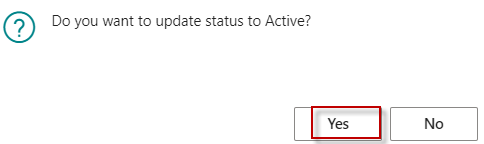 Do you want to update status to Active?
Yes No